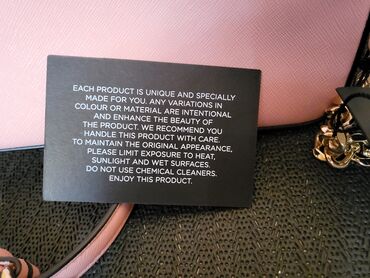 EACH PRODUCT IS UNIQUE AND SPECIALLY
MADE FOR YOU. ANY VARIATIONS IN
COLOUR OR MATERIAL ARE INTENTIONAL
AND ENHANCE THE BEAUTY OF
THE PRODUCT. WE RECOMMEND YOU
HANDLE THIS PRODUCT WITH CARE.
TO MAINTAIN THE ORIGINAL APPEARANCE,
PLEASE LIMIT EXPOSURE TO HEAT,
SUNLIGHT AND WET SURFACES.
DO NOT USE CHEMICAL CLEANERS.
ENJOY THIS PRODUCT.